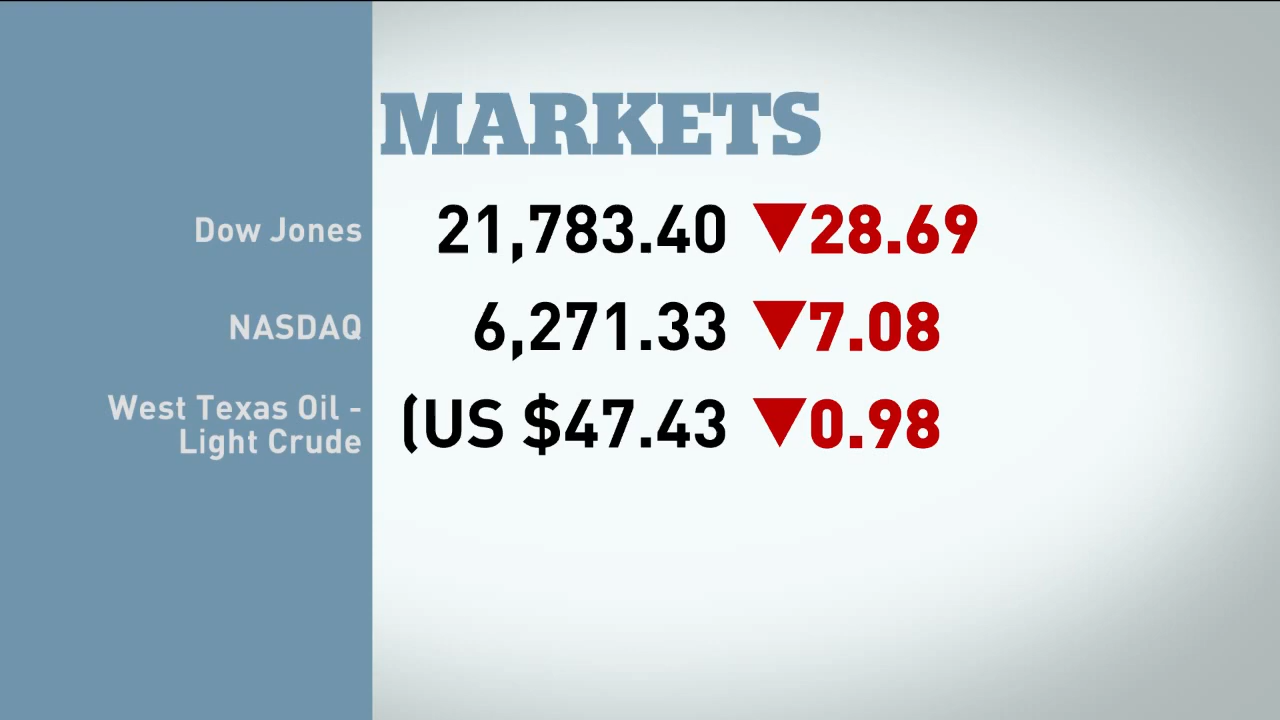 MARKETS
Dow Jones 21,783.40 ▼28.69
NASDAQ 6,271.33 ▼7.08
West Texas Oil -
Light Crude (US $47.43 ▼0.98